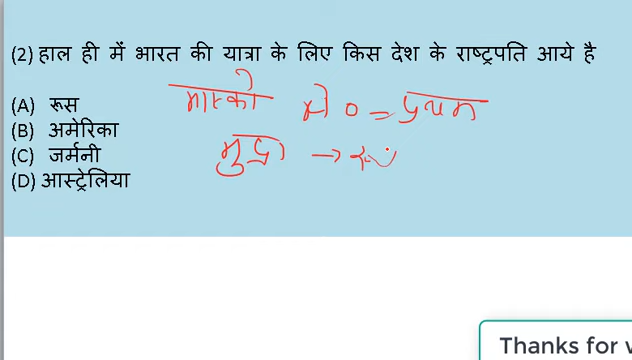 (2) हाल ही में भारत की यात्रा के लिए किस देश के राष्ट्रपति आये है
(A) रूस
(B) अमेरिका
(C) जर्मनी
(D) आस्ट्रेलिया
मास्को
मुद्रा →
Thanks for